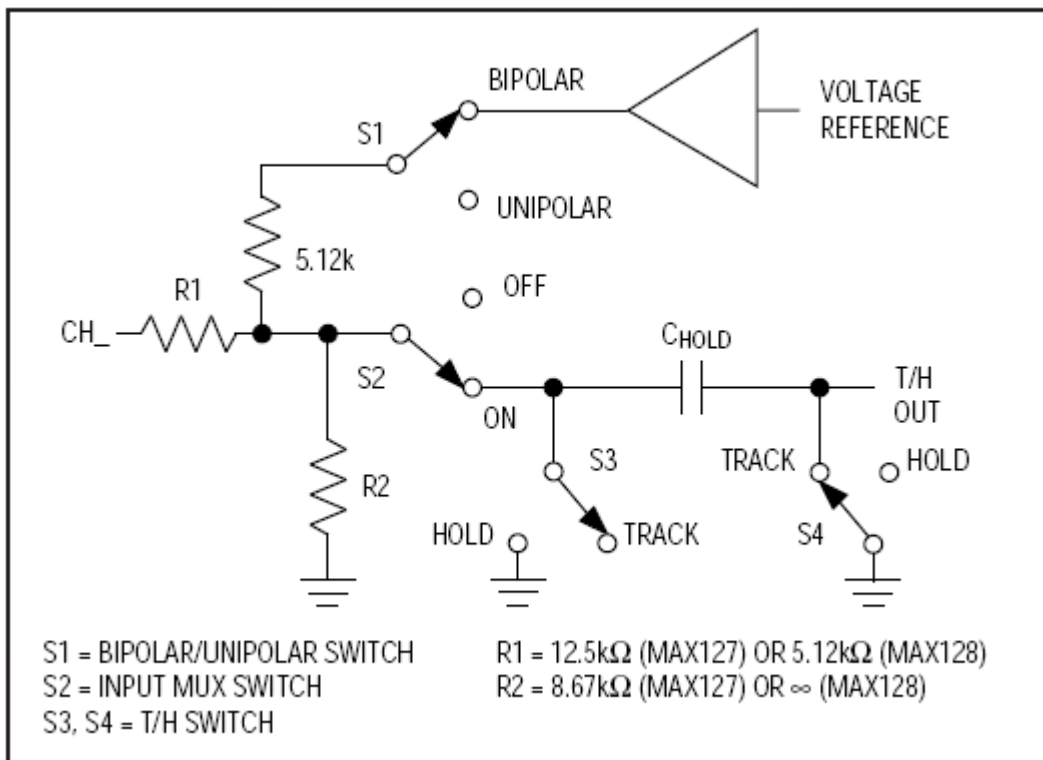 BIPOLAR
VOLTAGE
REFERENCE
S1
UNIPOLAR
5.12k
OFF
R1
CH_
CHOLD
S2
ON
T/H
OUT
S3
TRACK
HOLD
R2
HOLD
TRACK
S4
S1 = BIPOLAR/UNIPOLAR SWITCH
S2 = INPUT MUX SWITCH
S3, S4 = T/H SWITCH
R1 = 12.5kΩ (MAX127) OR 5.12kΩ (MAX128)
R2 = 8.67kΩ (MAX127) OR ∞ (MAX128)